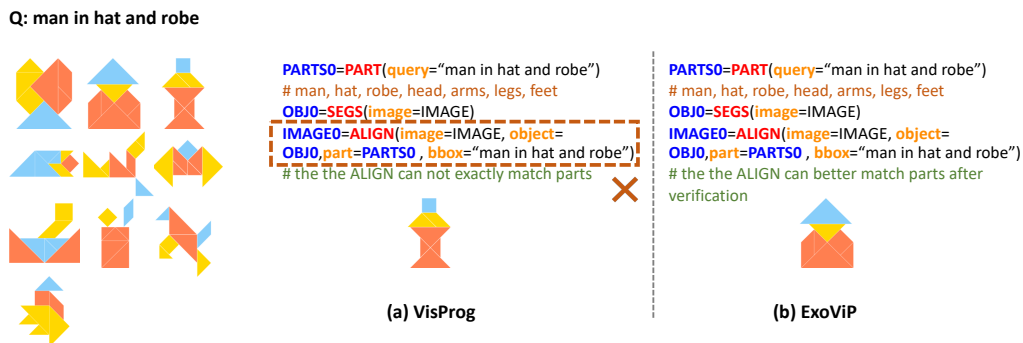 Q: man in hat and robe
PARTS0=PART(query="man in hat and robe")
# man, hat, robe, head, arms, legs, feet
OBJ0=SEGS(image=IMAGE)
IMAGE0=ALIGN(image=IMAGE, object=
OBJ0,part=PARTS0 , bbox="man in hat and robe")
# the the ALIGN can not exactly match parts
(a) VisProg
PARTS0=PART(query="man in hat and robe")
# man, hat, robe, head, arms, legs, feet
OBJ0=SEGS(image=IMAGE)
IMAGE0=ALIGN(image=IMAGE, object=
OBJ0,part=PARTS0 , bbox="man in hat and robe")
# the the ALIGN can better match parts after
verification
(b) ExoViP